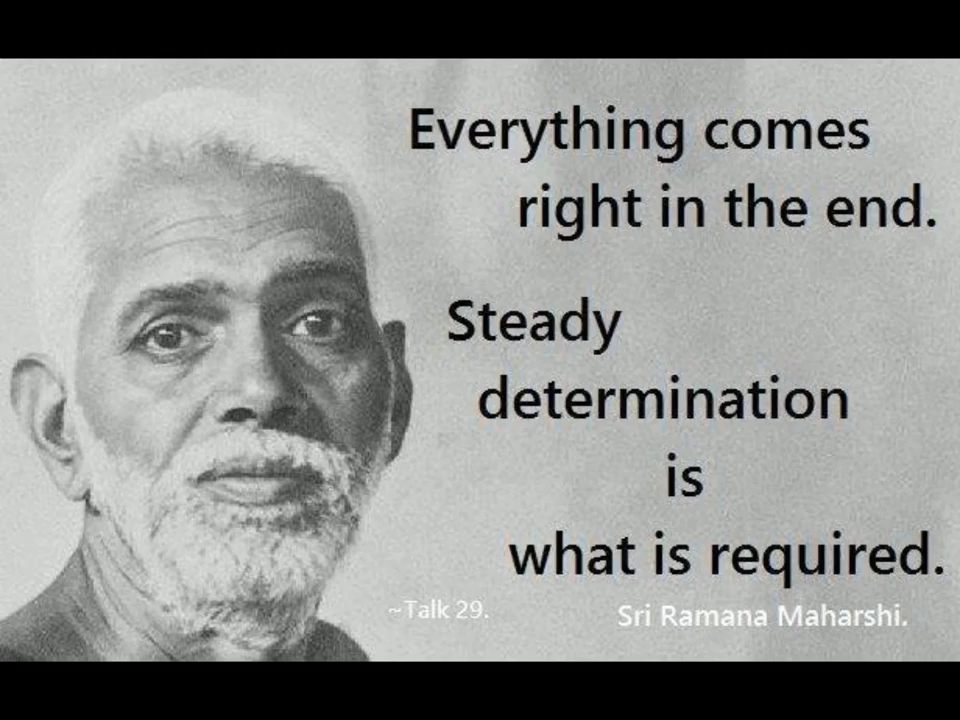 Everything comes
right in the end.
Steady
determination
is
what is required.
~Talk 29.
Sri Ramana Maharshi.